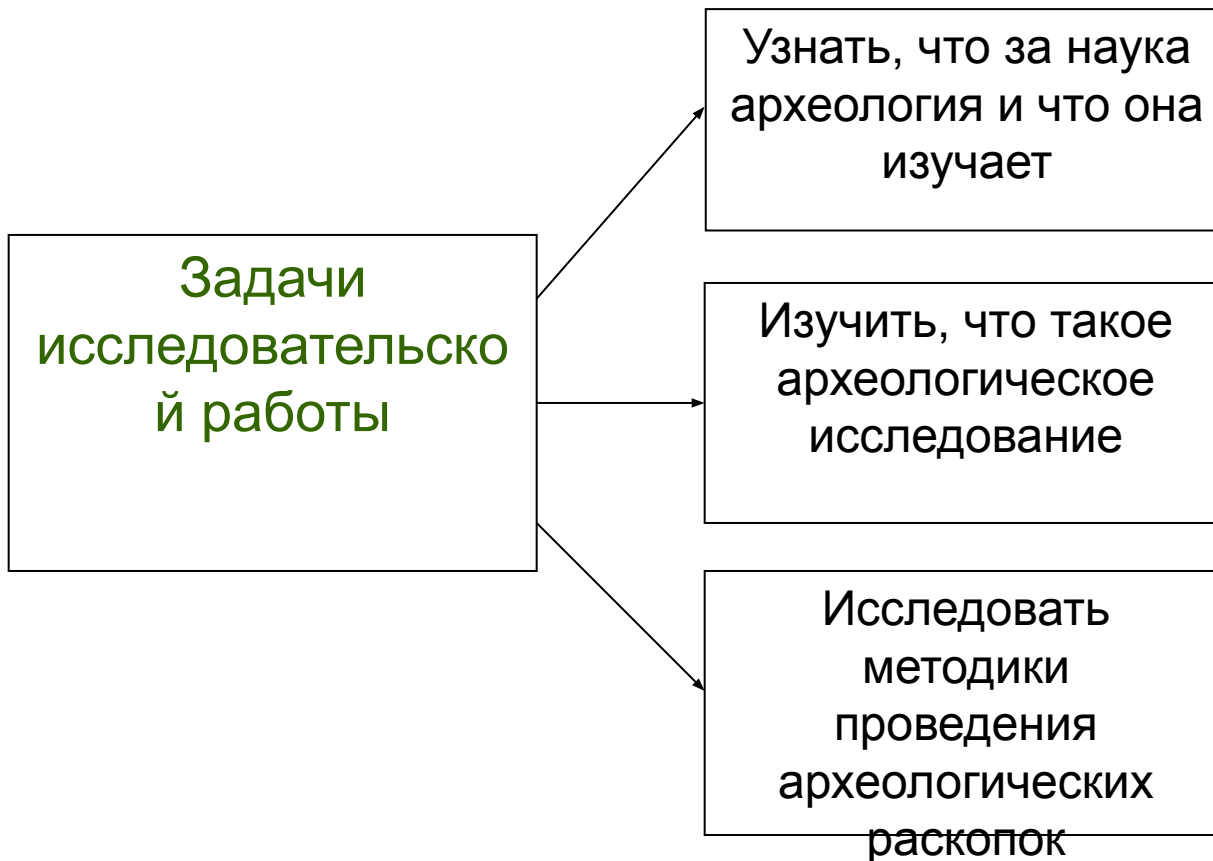 Задачи
исследовательско
й работы
Узнать, что за наука
археология и что она
изучает
Изучить, что такое
археологическое
исследование
Исследовать
методики
проведения
археологических
раскопок